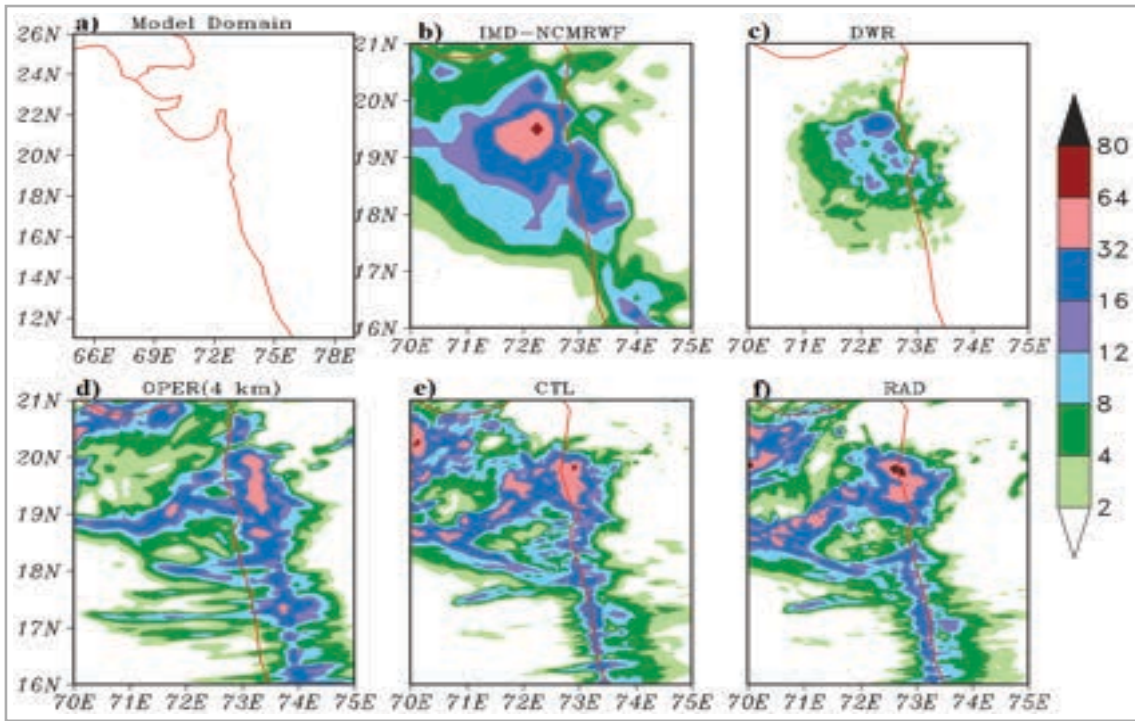 a) Model Domain
26N
24N
22N
20N
18N
16N
14N
12N
66E 69E 72E 75E 78E
b) IMD-NCMRWF
21N
20N
19N
18N
17N
16N
70E 71E 72E 73E 74E 75E
c) DWR
70E 71E 72E 73E 74E 75E
80
64
32
16
12
8
4
2
d) OPER(4 km)
21N
20N
19N
18N
17N
16N
70E 71E 72E 73E 74E 75E
e) CTL
70E 71E 72E 73E 74E 75E
f) RAD
70E 71E 72E 73E 74E 75E